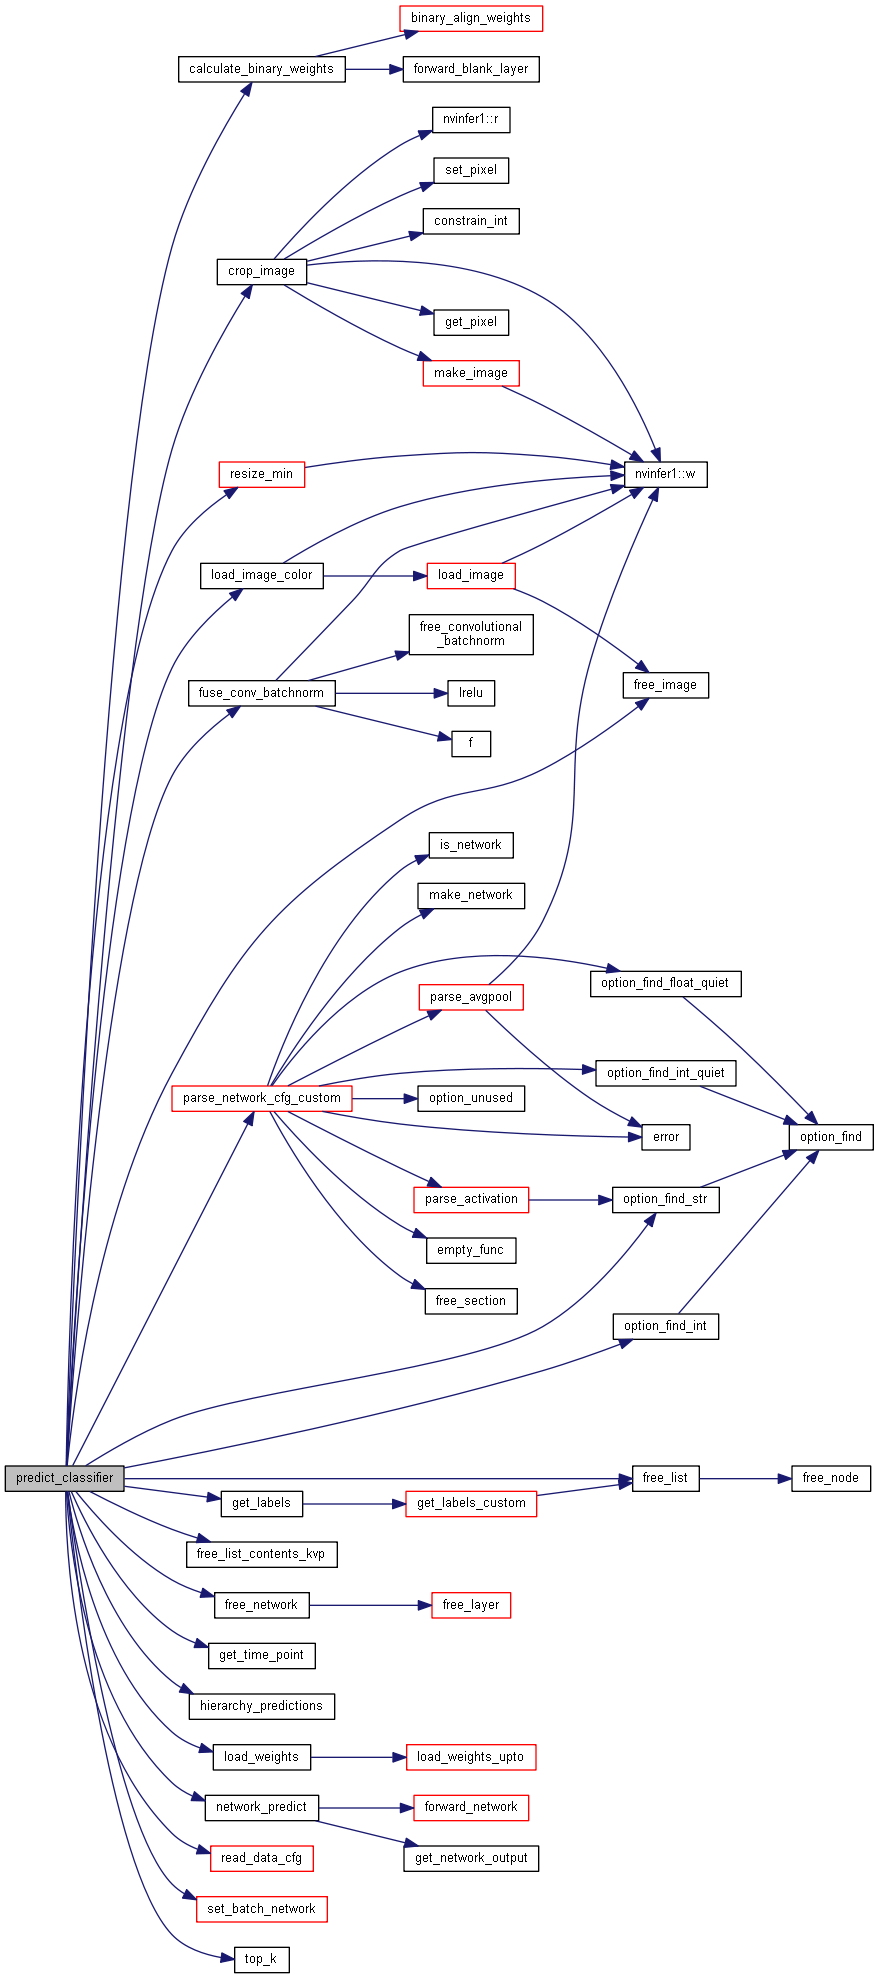 binary_align_weights
calculate_binary_weights
forward_blank_layer
nvinfer1::r
set_pixel
constrain_int
crop_image
get_pixel
make_image
resize_min
nvinfer1::w
load_image_color
load_image
free_convolutional
_batchnorm
free_image
fuse_conv_batchnorm
lrelu
f
is_network
make_network
option_find_float_quiet
parse_avgpool
option_find_int_quiet
parse_network_cfg_custom
option_unused
error
option_find
parse_activation
option_find_str
empty_func
free_section
option_find_int
predict_classifier
free_list
free_node
get_labels
get_labels_custom
free_list_contents_kvp
free_network
free_layer
get_time_point
hierarchy_predictions
load_weights
load_weights_upto
network_predict
forward_network
read_data_cfg
get_network_output
set_batch_network
top_k